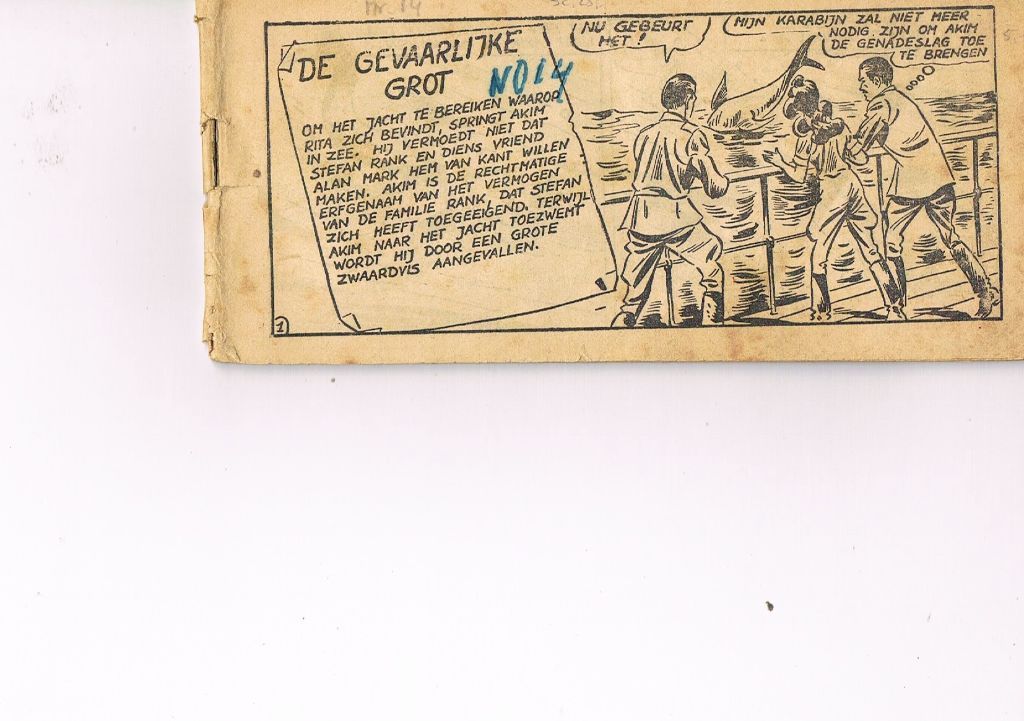 Nr. 14
DE GEVAARLIJKE
GROT
NO14
OM HET JACHT TE BEREIKEN WAAROP
RITA ZICH BEVINDT, SPRINGT AKIM
IN ZEE. HIJ VERMOEDT NIET DAT
STEFAN RANK EN DIENS VRIEND
ALAN MARK HEM VAN KANT WILLEN
MAKEN. AKIM IS DE RECHTMATIGE
ERFGENAAM VAN HET VERMOGEN
VAN DE FAMILIE RANK, DAT STEFAN
ZICH HEEFT TOEGEEIGEND. TERWIJL
AKIM NAAR HET JACHT TOEZWEMT
WORDT HIJ DOOR EEN GROTE
ZWAARDVIS AANGEVALLEN.
NU GEBEURT
HET !
MIJN KARABIJN ZAL NIET MEER
NODIG ZIJN OM AKIM
DE GENADESLAG TOE
TE BRENGEN
1